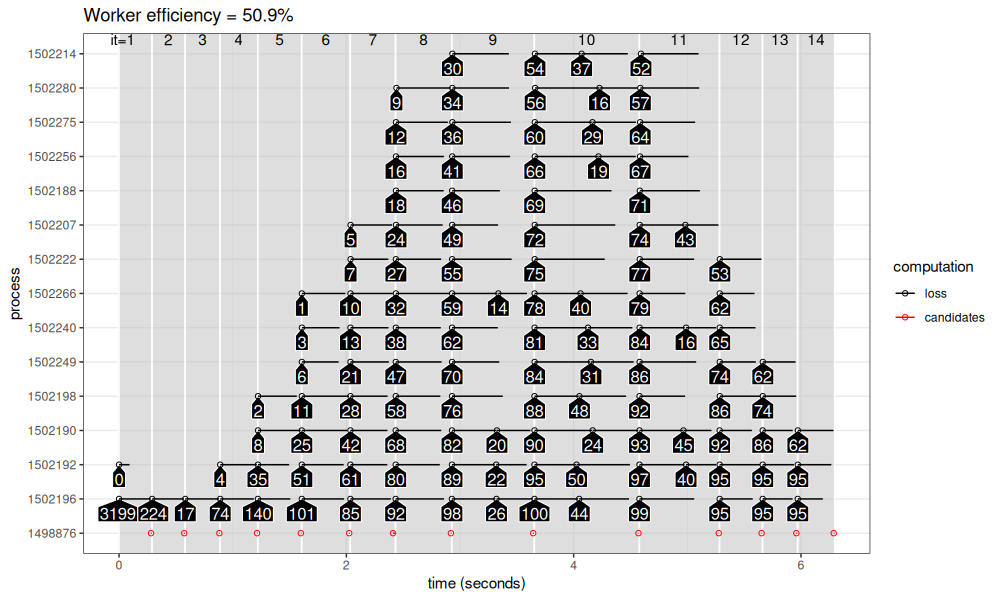 Worker efficiency = 50.9%
it=1 2 3 4 5 6 7 8 9 10 11 12 13 14
1502214 30 54 37 52
1502280 9 34 56 16 57
1502275 12 36 60 29 64
1502256 16 41 66 19 67
1502188 18 46 69 71
1502207 5 24 49 72 74 43
1502222 7 27 55 75 77 53
1502266 1 10 32 59 14 78 40 79 62
1502240 3 13 38 62 81 33 84 16 65
1502249 6 21 47 70 84 31 86 74 62
1502198 2 11 28 58 76 88 48 92 86 74
1502190 8 25 42 68 82 20 90 24 93 45 92 86 62
1502192 0 4 35 51 61 80 89 22 95 50 97 40 95 95 95
1502196 3199 224 17 74 140 101 85 92 98 26 100 44 99 95 95 95
1498876
0 2 4 6
time (seconds)
process
computation
loss
candidates